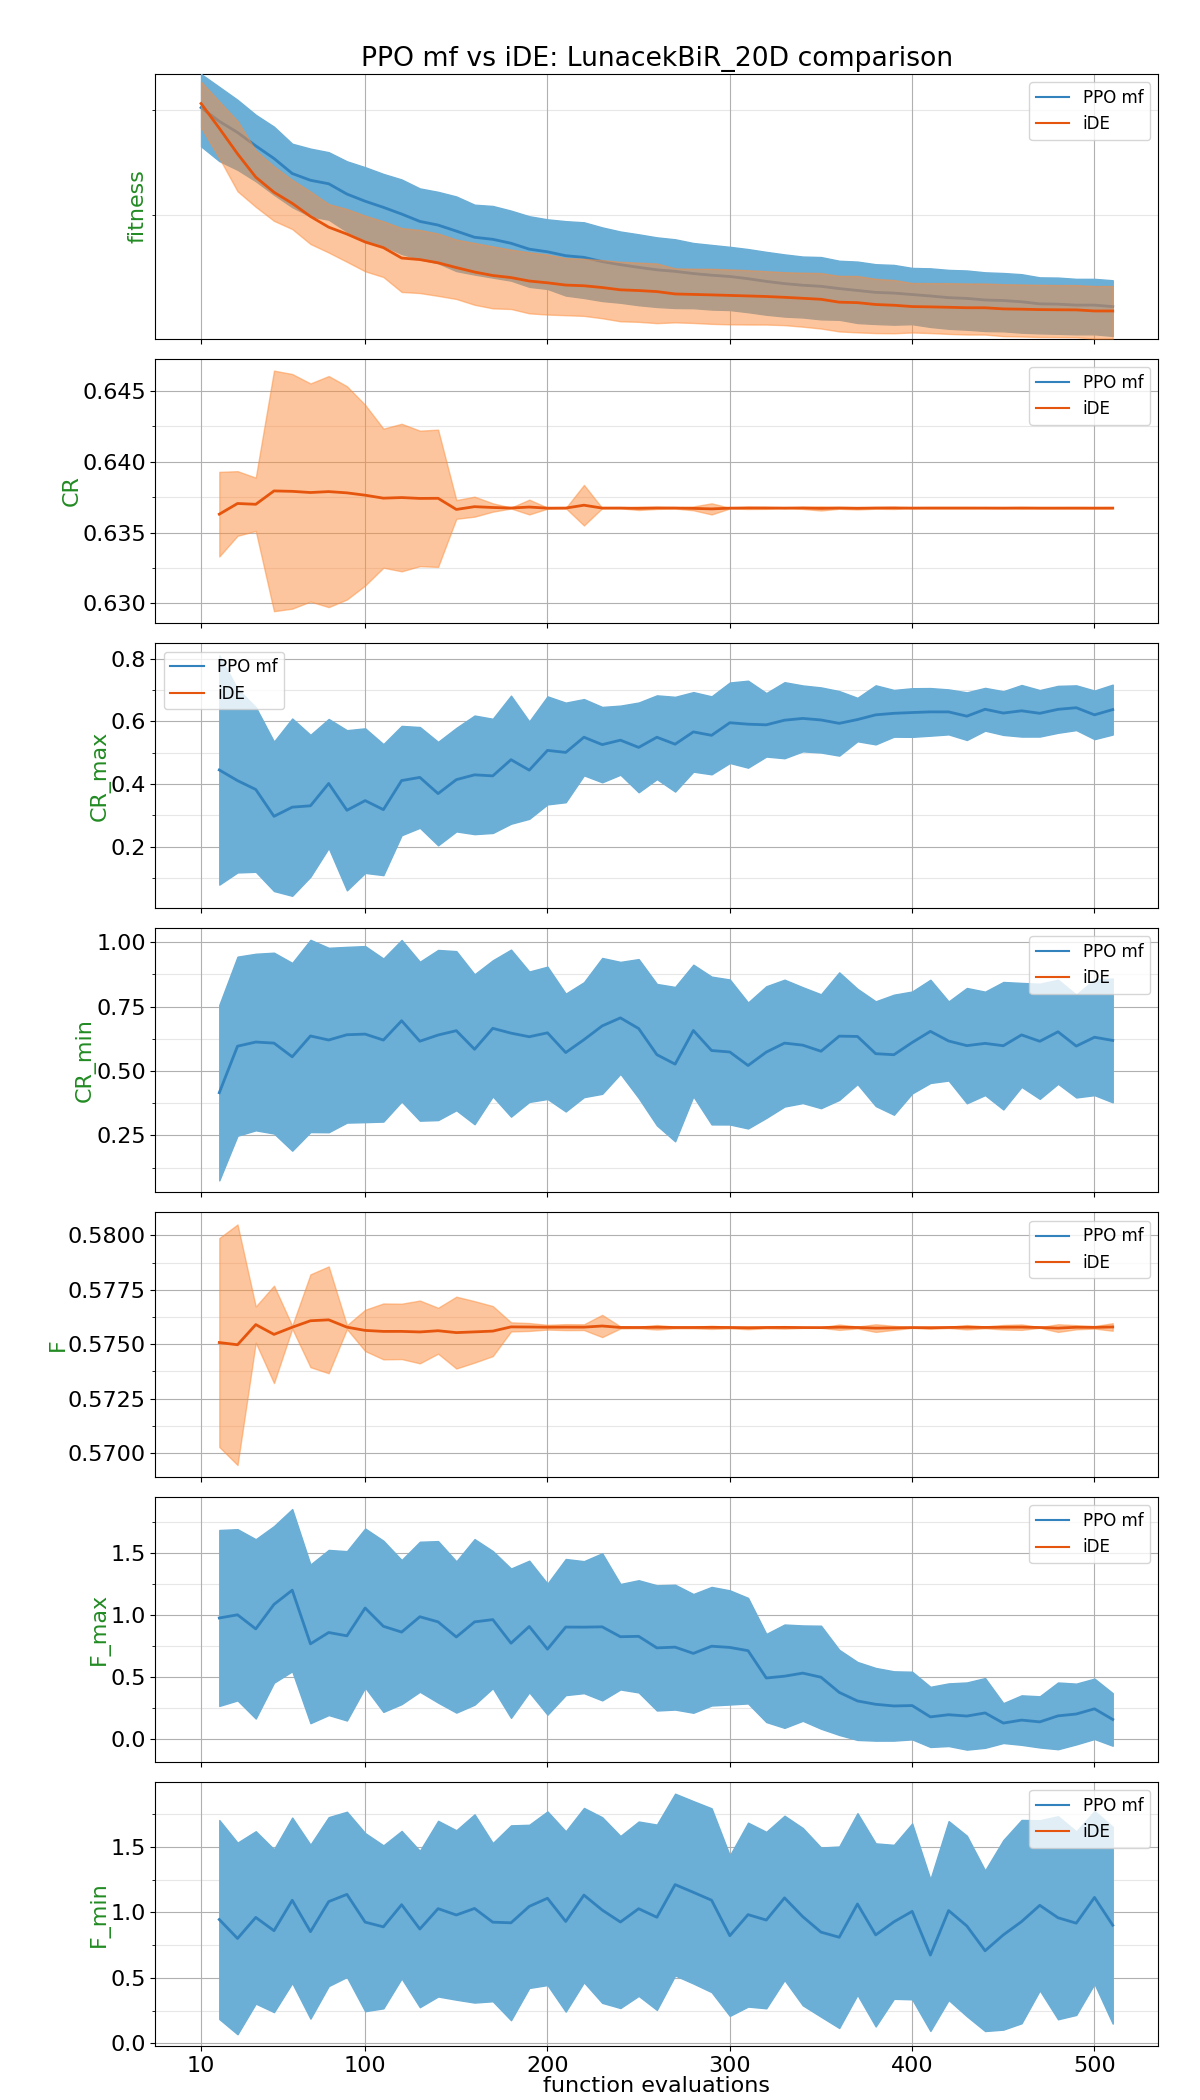 PPO mf vs iDE: LunacekBiR_20D comparison
fitness
PPO mf
iDE
CR
0.645
0.640
0.635
0.630
PPO mf
iDE
CR_max
0.8
0.6
0.4
0.2
PPO mf
iDE
CR_min
1.00
0.75
0.50
0.25
PPO mf
iDE
F
0.5800
0.5775
0.5750
0.5725
0.5700
PPO mf
iDE
F_max
1.5
1.0
0.5
0.0
PPO mf
iDE
F_min
1.5
1.0
0.5
0.0
PPO mf
iDE
10 100 200 300 400 500
function evaluations